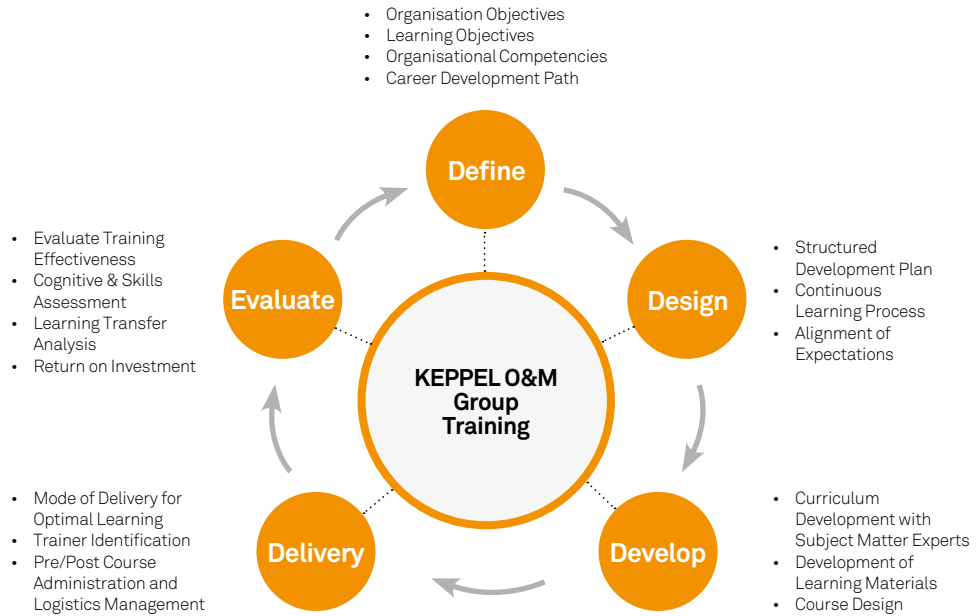 • Organisation Objectives
• Learning Objectives
• Organisational Competencies
• Career Development Path
Define
• Evaluate Training
Effectiveness
• Cognitive & Skills
Assessment
• Learning Transfer
Analysis
• Return on Investment
Evaluate
Design
• Structured
Development Plan
• Continuous
Learning Process
• Alignment of
Expectations
KEPPEL O&M
Group
Training
• Mode of Delivery for
Optimal Learning
• Trainer Identification
• Pre/Post Course
Administration and
Logistics Management
Delivery
Develop
• Curriculum
Development with
Subject Matter Experts
• Development of
Learning Materials
• Course Design